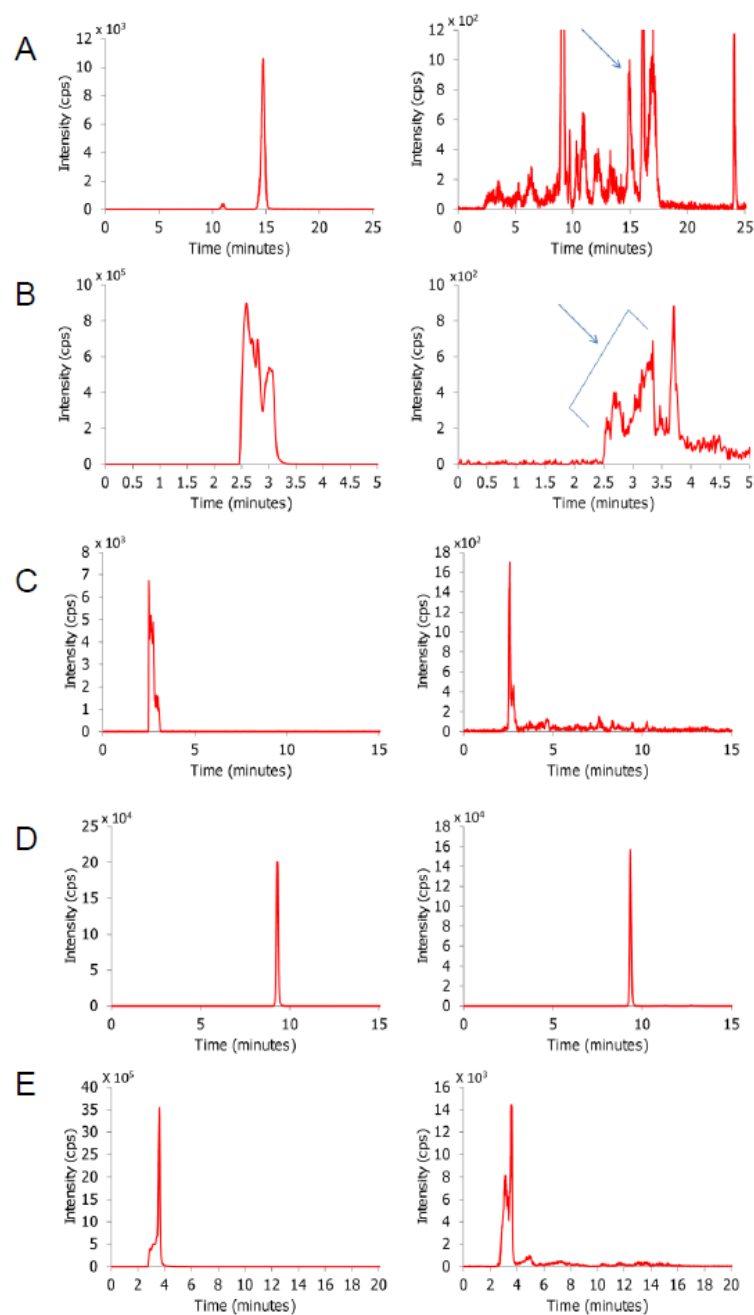 A
x 10³
12
10
8
6
4
2
0
0 5 10 15 20 25
Intensity (cps)
Time (minutes)
x 10²
12
10
8
6
4
2
0
0 5 10 15 20 25
Intensity (cps)
Time (minutes)
B
x 10⁵
10
8
6
4
2
0
0 0.5 1 1.5 2 2.5 3 3.5 4 4.5 5
Intensity (cps)
Time (minutes)
x 10²
10
8
6
4
2
0
0 0.5 1 1.5 2 2.5 3 3.5 4 4.5 5
Intensity (cps)
Time (minutes)
C
x 10³
8
7
6
5
4
3
2
1
0
0 5 10 15
Intensity (cps)
Time (minutes)
x10²
18
16
14
12
10
8
6
4
2
0
0 5 10 15
Intensity (cps)
Time (minutes)
D
x 10⁴
25
20
15
10
5
0
0 5 10 15
Intensity (cps)
Time (minutes)
x 10⁴
18
16
14
12
10
8
6
4
2
0
0 5 10 15
Intensity (cps)
Time (minutes)
E
x 10⁵
40
35
30
25
20
15
10
5
0
0 2 4 6 8 10 12 14 16 18 20
Intensity (cps)
Time (minutes)
X 10³
16
14
12
10
8
6
4
2
0
0 2 4 6 8 10 12 14 16 18 20
Intensity (cps)
Time (minutes)